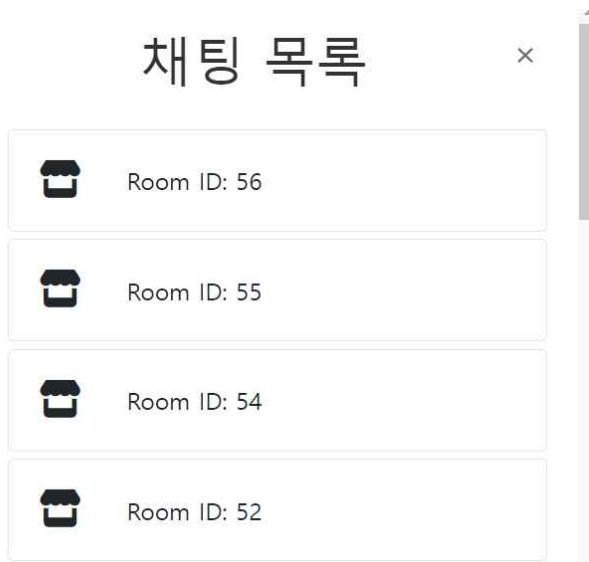 채팅 목록
Room ID: 56
Room ID: 55
Room ID: 54
Room ID: 52